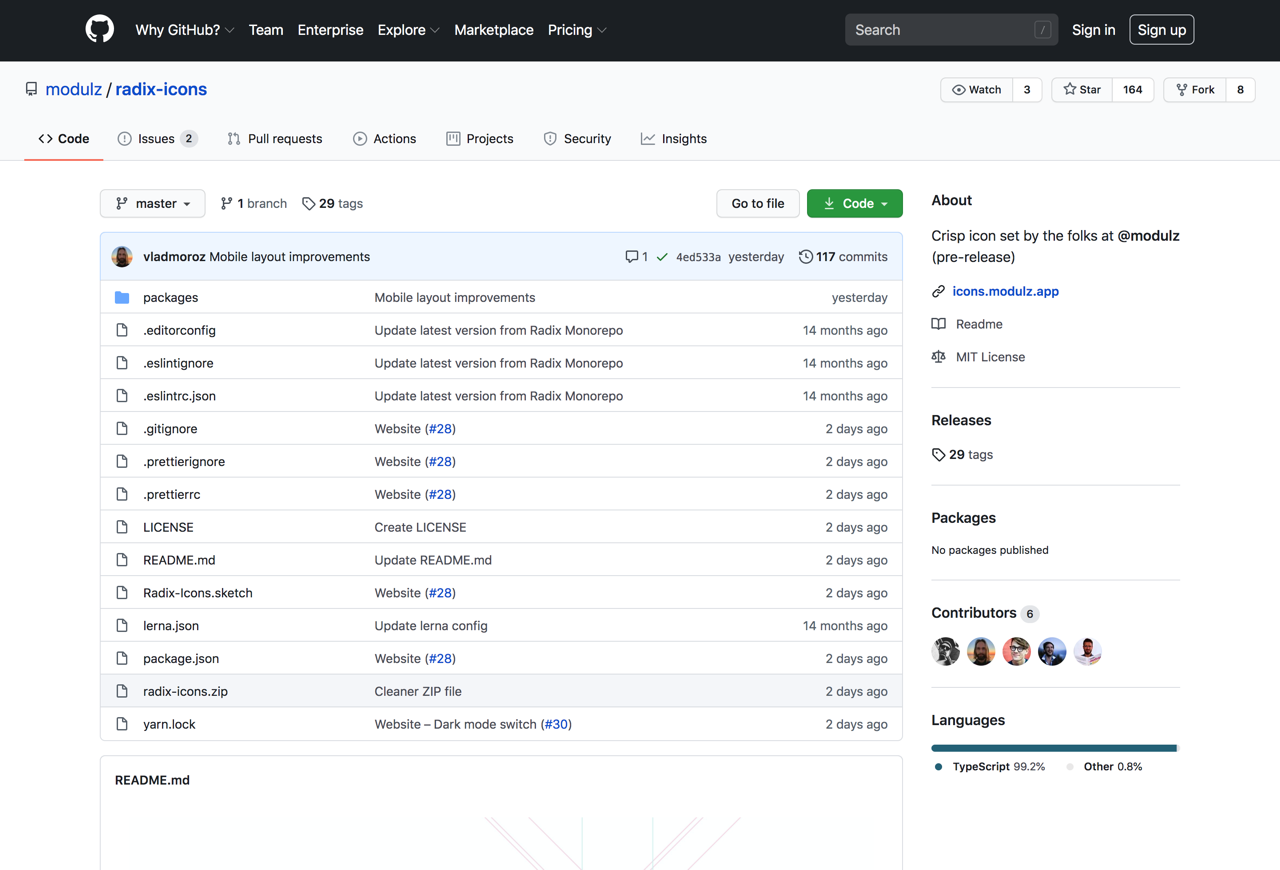 Why GitHub? Team Enterprise Explore Marketplace Pricing Search / Sign in Sign up
modulz / radix-icons Watch 3 Star 164 Fork 8
Code Issues 2 Pull requests Actions Projects Security Insights
master 1 branch 29 tags Go to file Code
vladmoroz Mobile layout improvements 1 4ed533a yesterday 117 commits
packages Mobile layout improvements yesterday
.editorconfig Update latest version from Radix Monorepo 14 months ago
.eslintignore Update latest version from Radix Monorepo 14 months ago
.eslintrc.json Update latest version from Radix Monorepo 14 months ago
.gitignore Website (#28) 2 days ago
.prettierignore Website (#28) 2 days ago
.prettierrc Website (#28) 2 days ago
LICENSE Create LICENSE 2 days ago
README.md Update README.md 2 days ago
Radix-Icons.sketch Website (#28) 2 days ago
lerna.json Update lerna config 14 months ago
package.json Website (#28) 2 days ago
radix-icons.zip Cleaner ZIP file 2 days ago
yarn.lock Website – Dark mode switch (#30) 2 days ago
README.md
About
Crisp icon set by the folks at @modulz
(pre-release)
icons.modulz.app
Readme
MIT License
Releases
29 tags
Packages
No packages published
Contributors 6
Languages
TypeScript 99.2% Other 0.8%